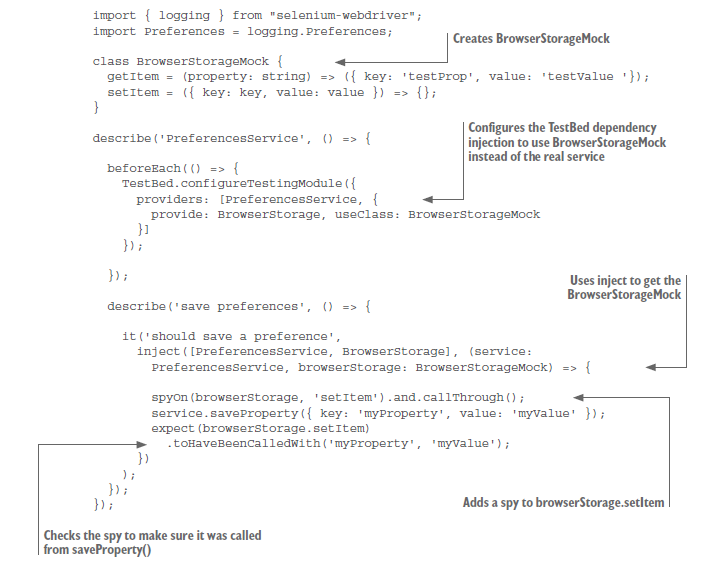 import { logging } from "selenium-webdriver";
import Preferences = logging.Preferences;
Creates BrowserStorageMock
class BrowserStorageMock {
getItem = (property: string) => ({ key: 'testProp', value: 'testValue '});
setItem = ({ key: key, value: value }) => {};
}
Configures the TestBed dependency
injection to use BrowserStorageMock
instead of the real service
describe('PreferencesService', () => {
beforeEach(() => {
TestBed.configureTestingModule({
providers: [PreferencesService, {
provide: BrowserStorage, useClass: BrowserStorageMock
}]
});
});
Uses inject to get the
BrowserStorageMock
describe('save preferences', () => {
it('should save a preference',
inject([PreferencesService, BrowserStorage], (service:
PreferencesService, browserStorage: BrowserStorageMock) => {
spyOn(browserStorage, 'setItem').and.callThrough();
service.saveProperty({ key: 'myProperty', value: 'myValue' });
expect(browserStorage.setItem)
.toHaveBeenCalledWith('myProperty', 'myValue');
})
);
});
});
Adds a spy to browserStorage.setItem
Checks the spy to make sure it was called
from saveProperty()